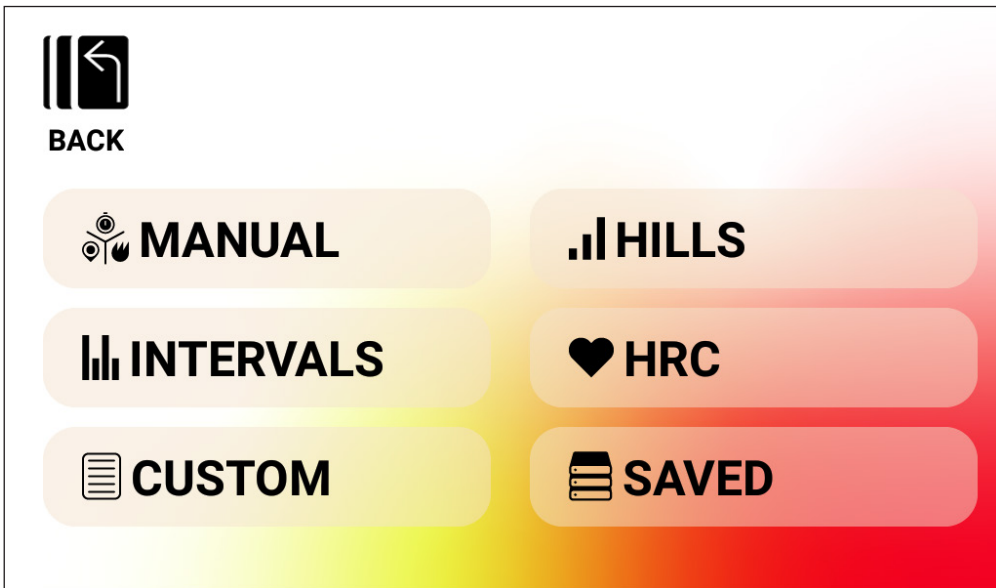 BACK
MANUAL
HILLS
INTERVALS
HRC
CUSTOM
SAVED